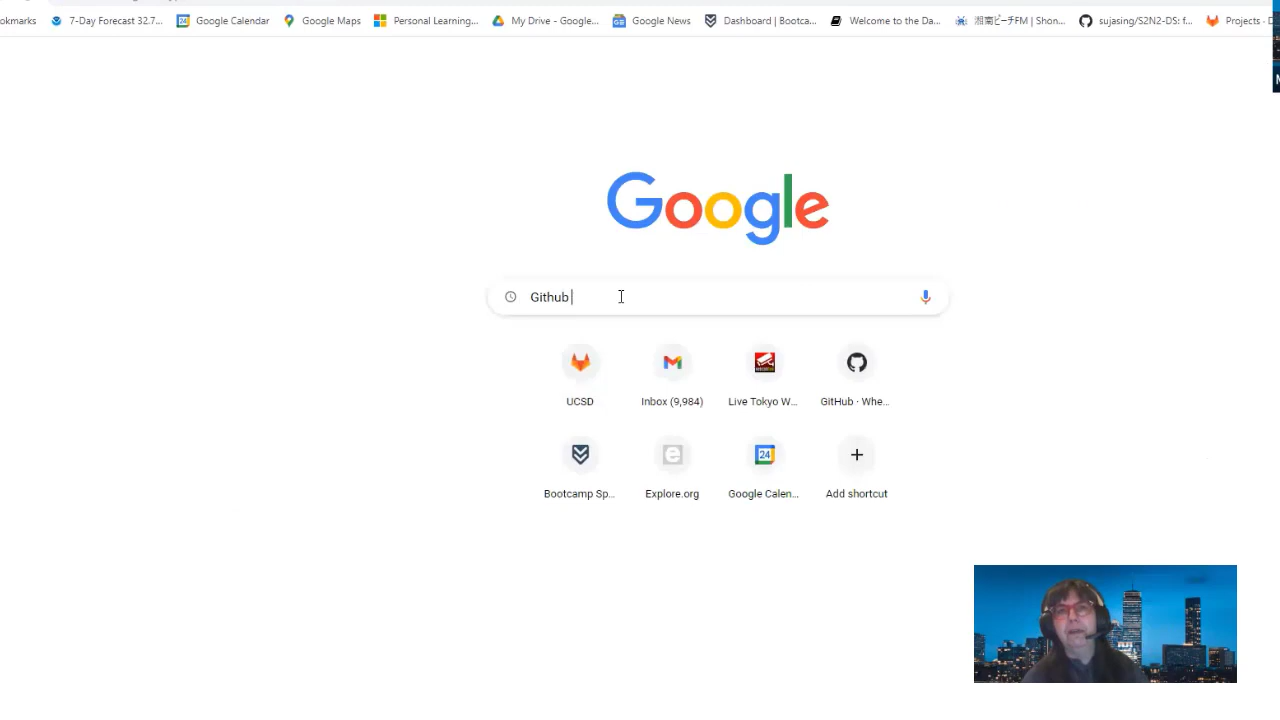 okmarks 7-Day Forecast 32.7... Google Calendar Google Maps Personal Learning... My Drive - Google... Google News Dashboard | Bootca... Welcome to the Da... 湘南ビーチFM | Shon... sujasing/S2N2-DS: f... Projects - D
Google
Github
UCSD Inbox (9,984) Live Tokyo W... GitHub · Whe...
24
Bootcamp Sp... Explore.org Google Calen... Add shortcut